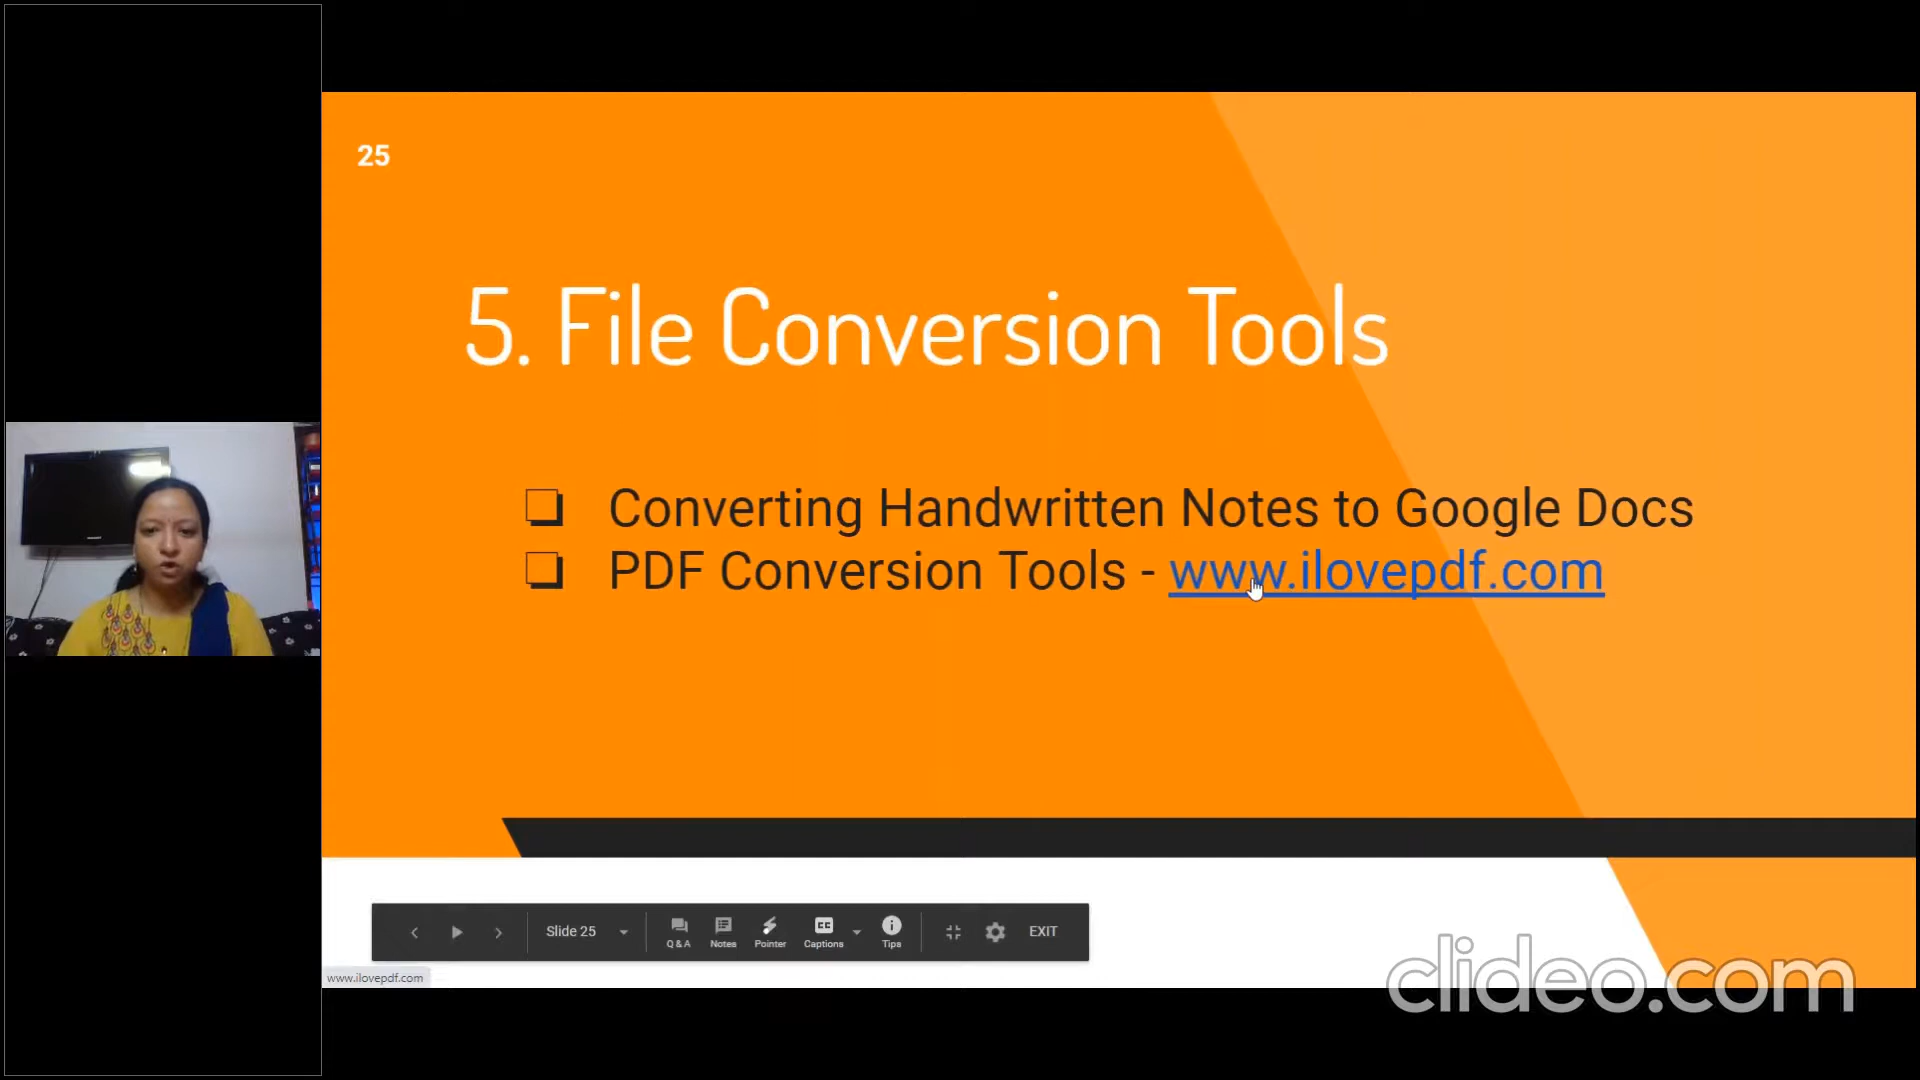 25
5. File Conversion Tools
Converting Handwritten Notes to Google Docs
PDF Conversion Tools - www.ilovepdf.com
Slide 25
Q & A
Notes
Pointer
CC
Captions
Tips
EXIT
www.ilovepdf.com
clideo.com